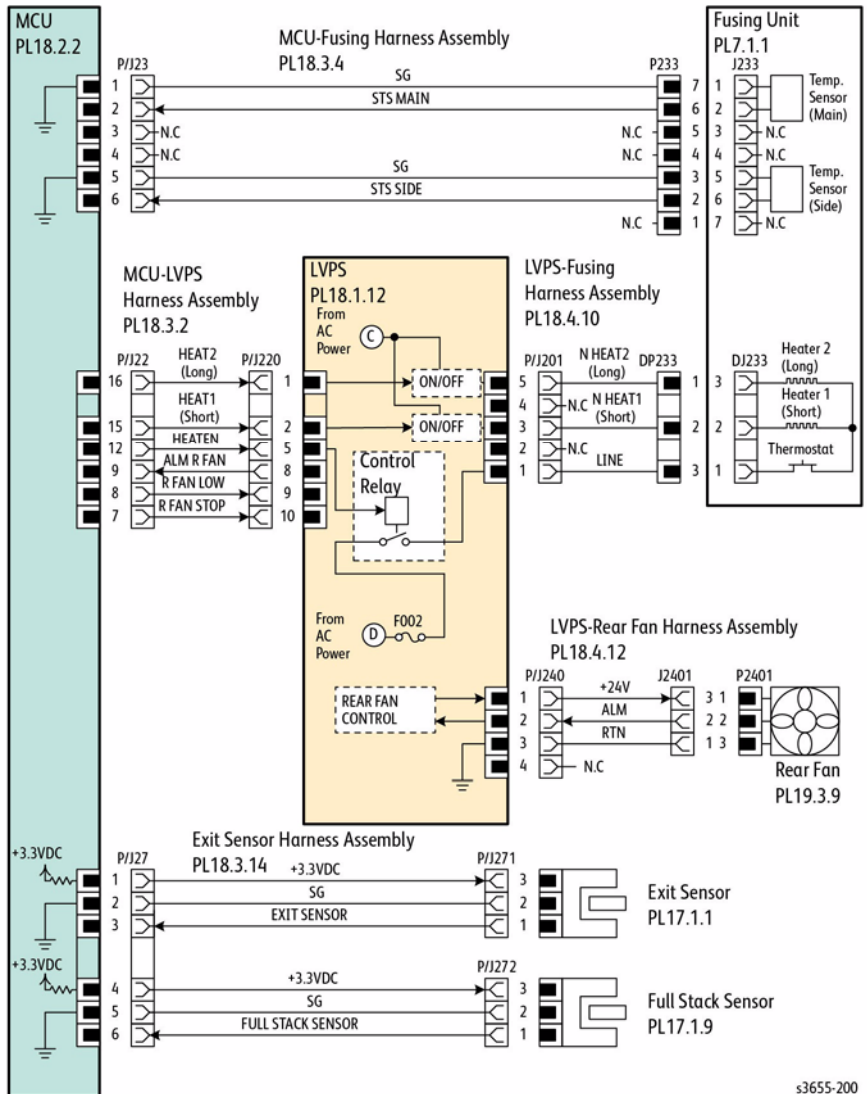 MCU
PL18.2.2
MCU-Fusing Harness Assembly
PL18.3.4
Fusing Unit
PL7.1.1
P/J23
P233
J233
1
SG
7
1
Temp.
Sensor
(Main)
2
STS MAIN
6
2
3
N.C
N.C
5
3
N.C
4
N.C
N.C
4
4
N.C
5
SG
3
5
Temp.
Sensor
(Side)
6
STS SIDE
2
6
N.C
1
7
N.C
MCU-LVPS
Harness Assembly
PL18.3.2
LVPS
PL18.1.12
LVPS-Fusing
Harness Assembly
PL18.4.10
From
AC
Power
C
P/J22
HEAT2
(Long)
P/J220
16
1
HEAT1
(Short)
15
2
HEATEN
12
5
ALM R FAN
9
8
R FAN LOW
8
9
R FAN STOP
7
10
ON/OFF
ON/OFF
Control
Relay
P/J201
N HEAT2
(Long)
DP233
DJ233
5
1
3
Heater 2
(Long)
4
N.C
N HEAT1
(Short)
Heater 1
(Short)
3
2
2
2
N.C
Thermostat
1
LINE
3
1
From
AC
Power
D
F002
LVPS-Rear Fan Harness Assembly
PL18.4.12
REAR FAN
CONTROL
P/J240
J2401
P2401
1
+24V
3 1
2
ALM
2 2
3
RTN
1 3
4
N.C
Rear Fan
PL19.3.9
Exit Sensor Harness Assembly
PL18.3.14
+3.3VDC
P/J27
P/J271
1
+3.3VDC
3
2
SG
2
3
EXIT SENSOR
1
Exit Sensor
PL17.1.1
+3.3VDC
P/J272
4
+3.3VDC
3
5
SG
2
6
FULL STACK SENSOR
1
Full Stack Sensor
PL17.1.9
s3655-200